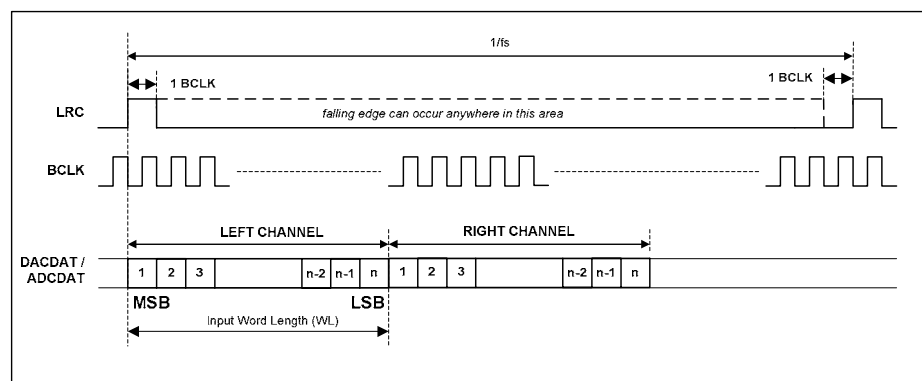 1/fs
1 BCLK
1 BCLK
LRC
falling edge can occur anywhere in this area
BCLK
LEFT CHANNEL
RIGHT CHANNEL
DACDAT /
ADCDAT
1 2 3 n-2 n-1 n 1 2 3 n-2 n-1 n
MSB
LSB
Input Word Length (WL)